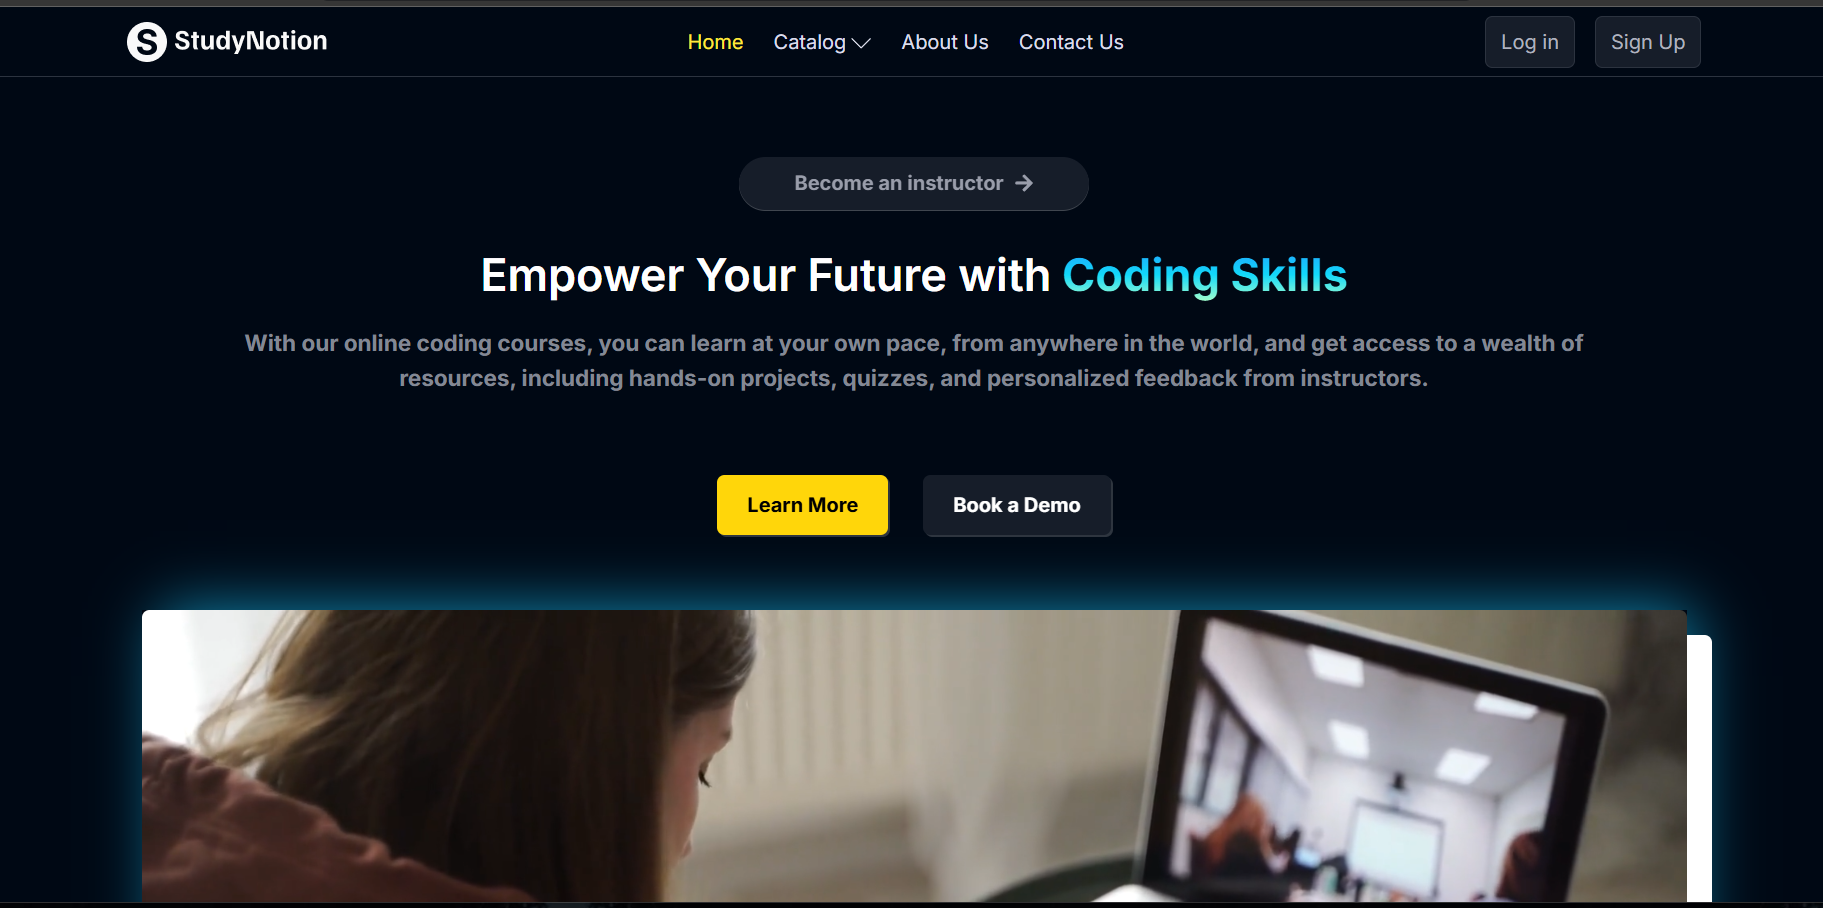 StudyNotion
Home Catalog About Us Contact Us
Log in Sign Up
Become an instructor →
Empower Your Future with Coding Skills
With our online coding courses, you can learn at your own pace, from anywhere in the world, and get access to a wealth of
resources, including hands-on projects, quizzes, and personalized feedback from instructors.
Learn More Book a Demo